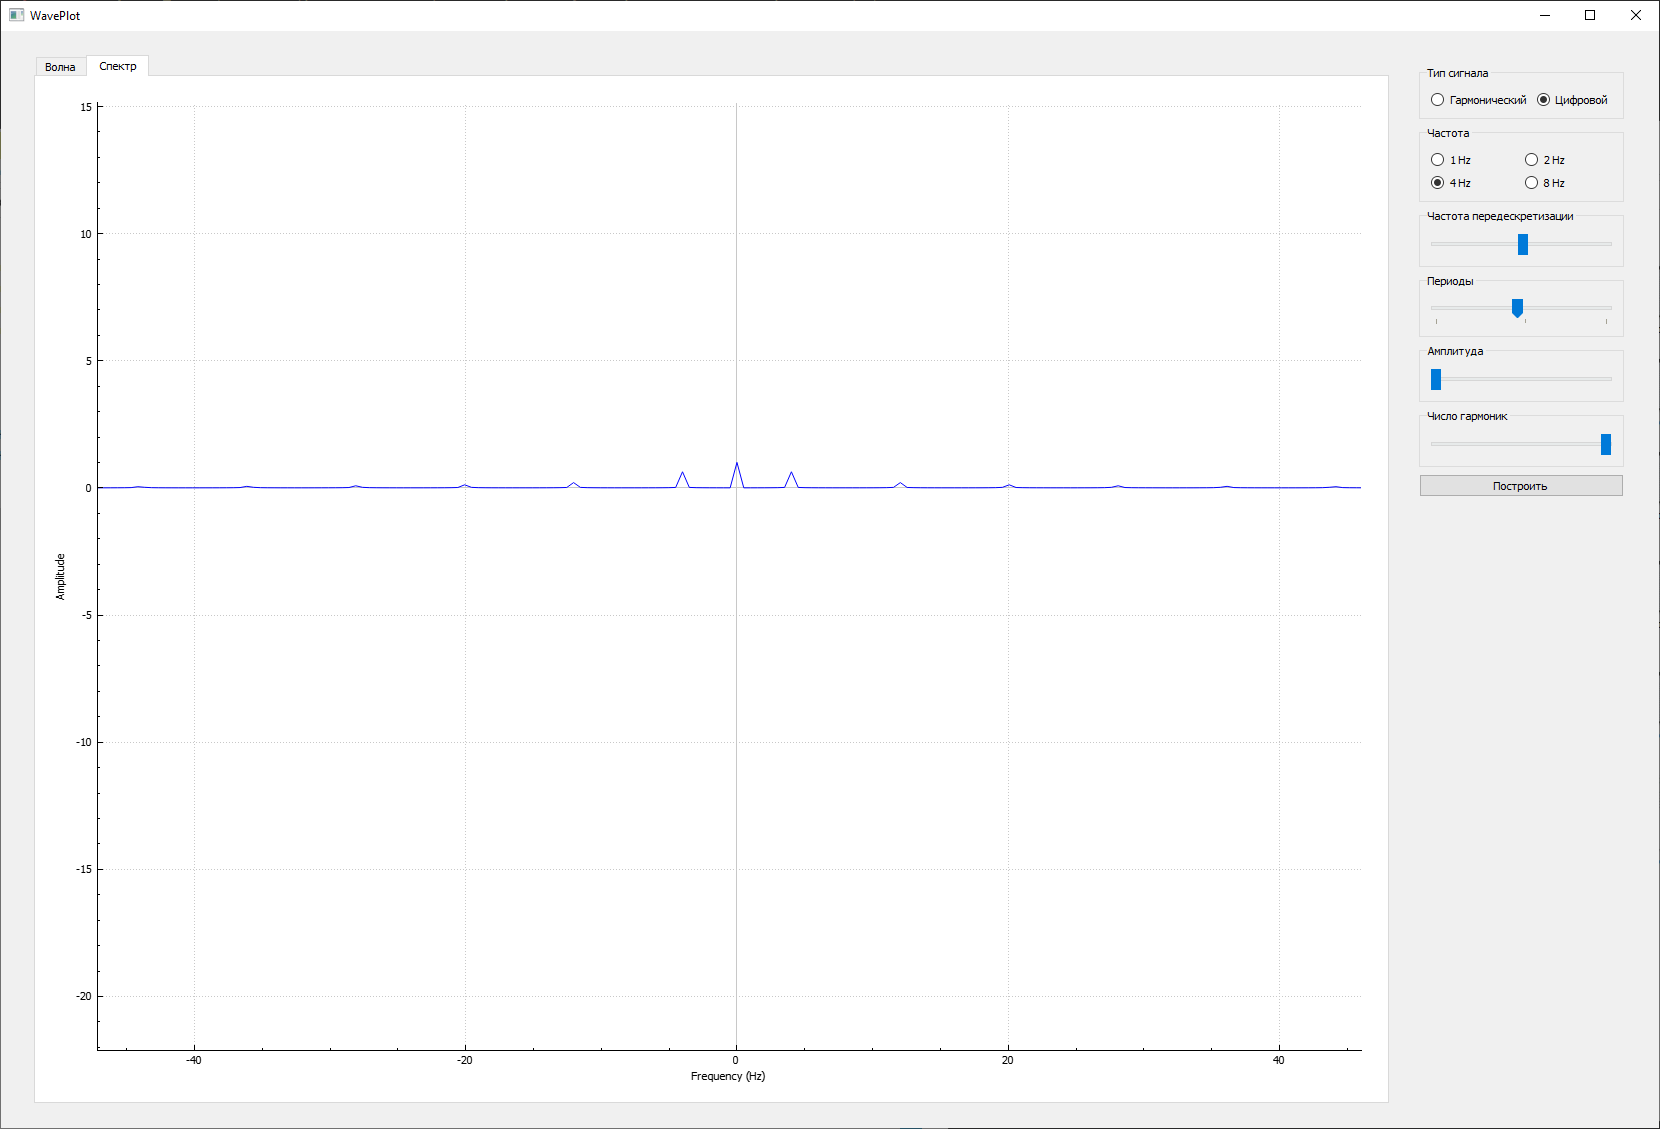 WavePlot
Волна
Спектр
15
10
5
0
-5
-10
-15
-20
Amplitude
-40
-20
0
20
40
Frequency (Hz)
Тип сигнала
Гармонический
Цифровой
Частота
1 Hz
2 Hz
4 Hz
8 Hz
Частота передескретизации
Периоды
Амплитуда
Число гармоник
Построить